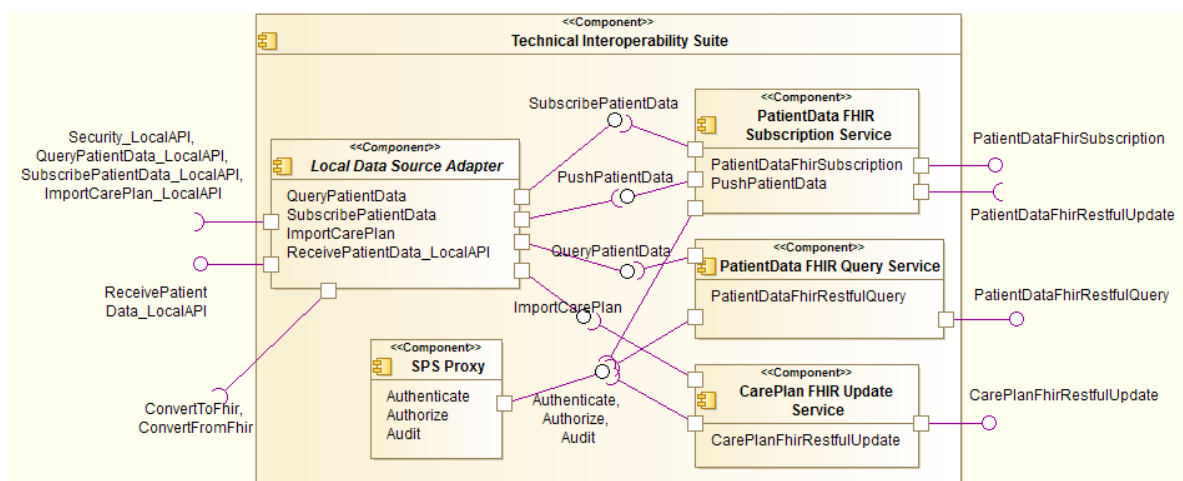 <<Component>>
Technical Interoperability Suite
Security_LocalAPI,
QueryPatientData_LocalAPI,
SubscribePatientData_LocalAPI,
ImportCarePlan_LocalAPI
ReceivePatient
Data_LocalAPI
ConvertToFhir,
ConvertFromFhir
<<Component>>
Local Data Source Adapter
QueryPatientData
SubscribePatientData
ImportCarePlan
ReceivePatientData_LocalAPI
<<Component>>
SPS Proxy
Authenticate
Authorize
Audit
SubscribePatientData
PushPatientData
QueryPatientData
ImportCarePlan
Authenticate,
Authorize,
Audit
<<Component>>
PatientData FHIR
Subscription Service
PatientDataFhirSubscription
PushPatientData
<<Component>>
PatientData FHIR Query Service
PatientDataFhirRestfulQuery
<<Component>>
CarePlan FHIR Update
Service
CarePlanFhirRestfulUpdate
PatientDataFhirSubscription
PatientDataFhirRestfulUpdate
PatientDataFhirRestfulQuery
CarePlanFhirRestfulUpdate